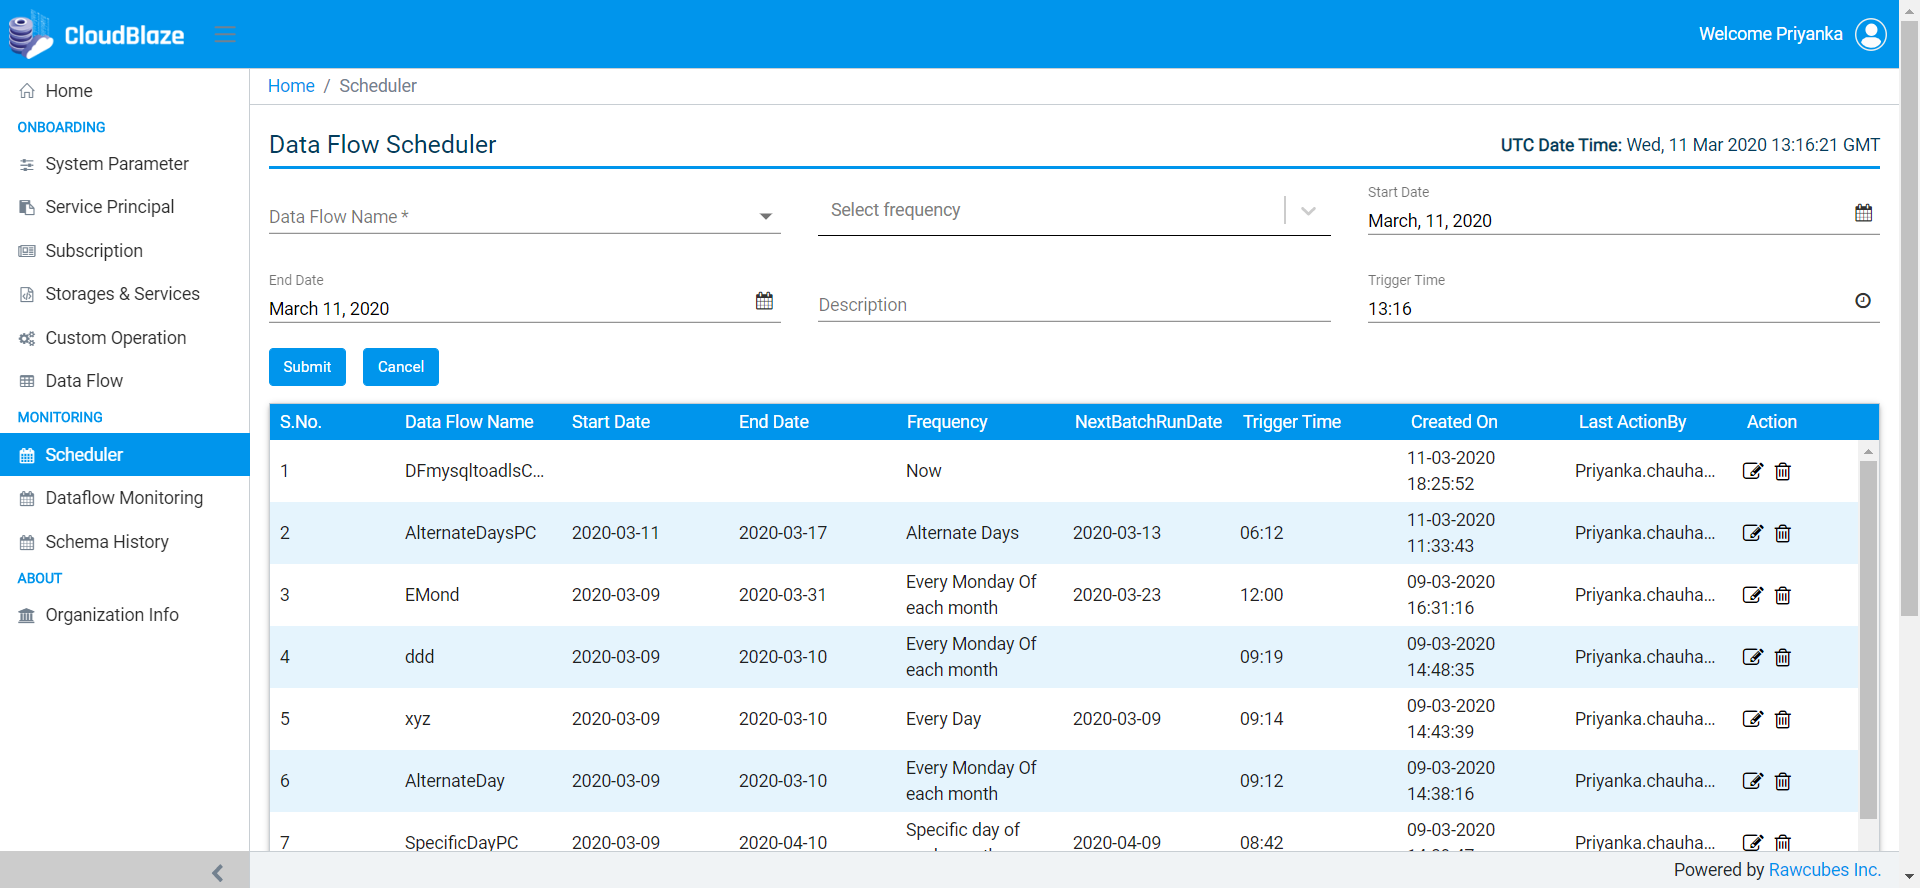 CloudBlaze
Welcome Priyanka
Home
ONBOARDING
System Parameter
Service Principal
Subscription
Storages & Services
Custom Operation
Data Flow
MONITORING
Scheduler
Dataflow Monitoring
Schema History
ABOUT
Organization Info
Home / Scheduler
Data Flow Scheduler
UTC Date Time: Wed, 11 Mar 2020 13:16:21 GMT
Data Flow Name *
Select frequency
Start Date
March, 11, 2020
End Date
March 11, 2020
Description
Trigger Time
13:16
Submit Cancel
S.No. Data Flow Name Start Date End Date Frequency NextBatchRunDate Trigger Time Created On Last ActionBy Action
1 DFmysqltoadlsC... Now 11-03-2020 18:25:52 Priyanka.chauha...
2 AlternateDaysPC 2020-03-11 2020-03-17 Alternate Days 2020-03-13 06:12 11-03-2020 11:33:43 Priyanka.chauha...
3 EMond 2020-03-09 2020-03-31 Every Monday Of each month 2020-03-23 12:00 09-03-2020 16:31:16 Priyanka.chauha...
4 ddd 2020-03-09 2020-03-10 Every Monday Of each month 09:19 09-03-2020 14:48:35 Priyanka.chauha...
5 xyz 2020-03-09 2020-03-10 Every Day 2020-03-09 09:14 09-03-2020 14:43:39 Priyanka.chauha...
6 AlternateDay 2020-03-09 2020-03-10 Every Monday Of each month 09:12 09-03-2020 14:38:16 Priyanka.chauha...
7 SpecificDayPC 2020-03-09 2020-04-10 Specific day of 2020-04-09 08:42 09-03-2020 Priyanka.chauha...
Powered by Rawcubes Inc.